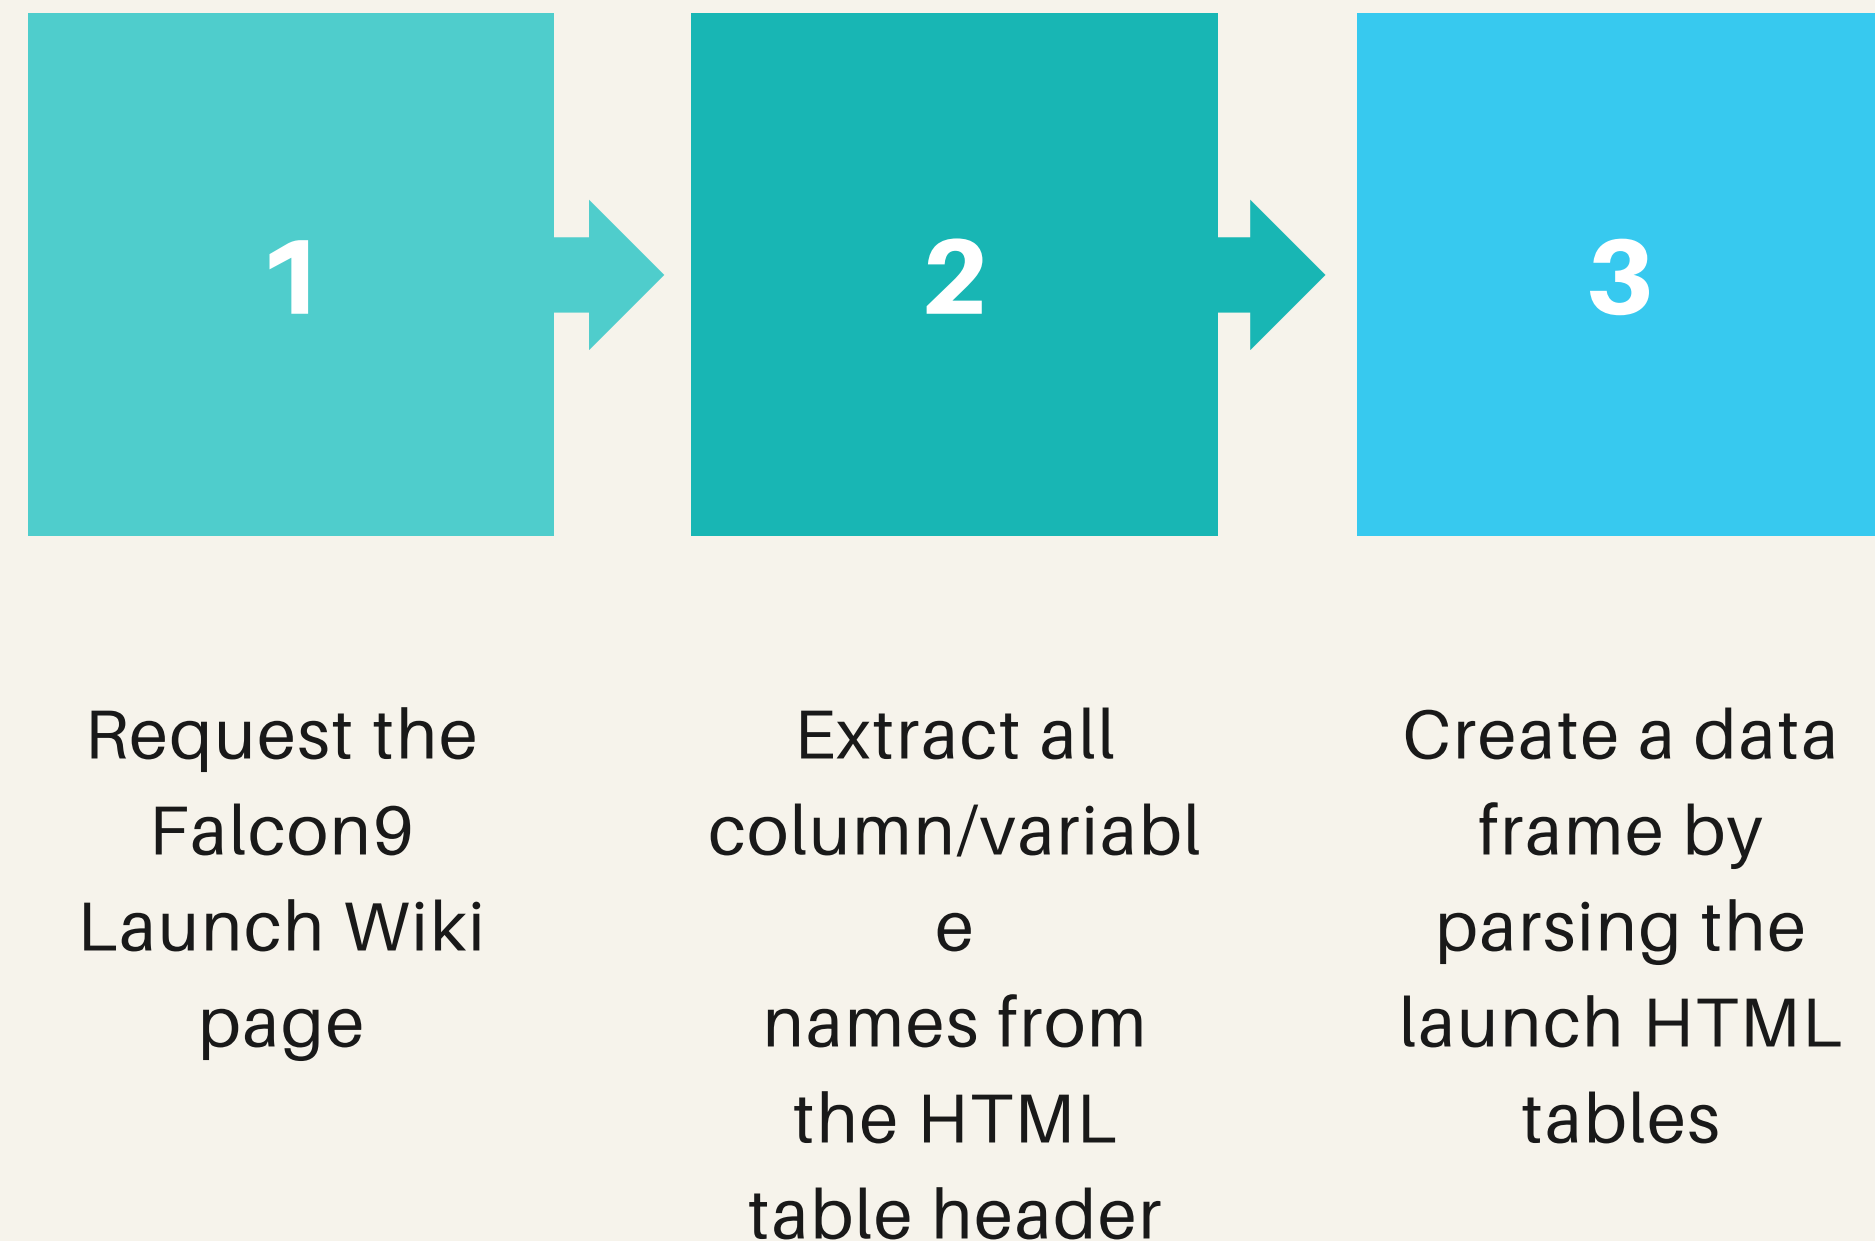 1
2
3
Request the
Falcon9
Launch Wiki
page
Extract all
column/variabl
e
names from
the HTML
table header
Create a data
frame by
parsing the
launch HTML
tables